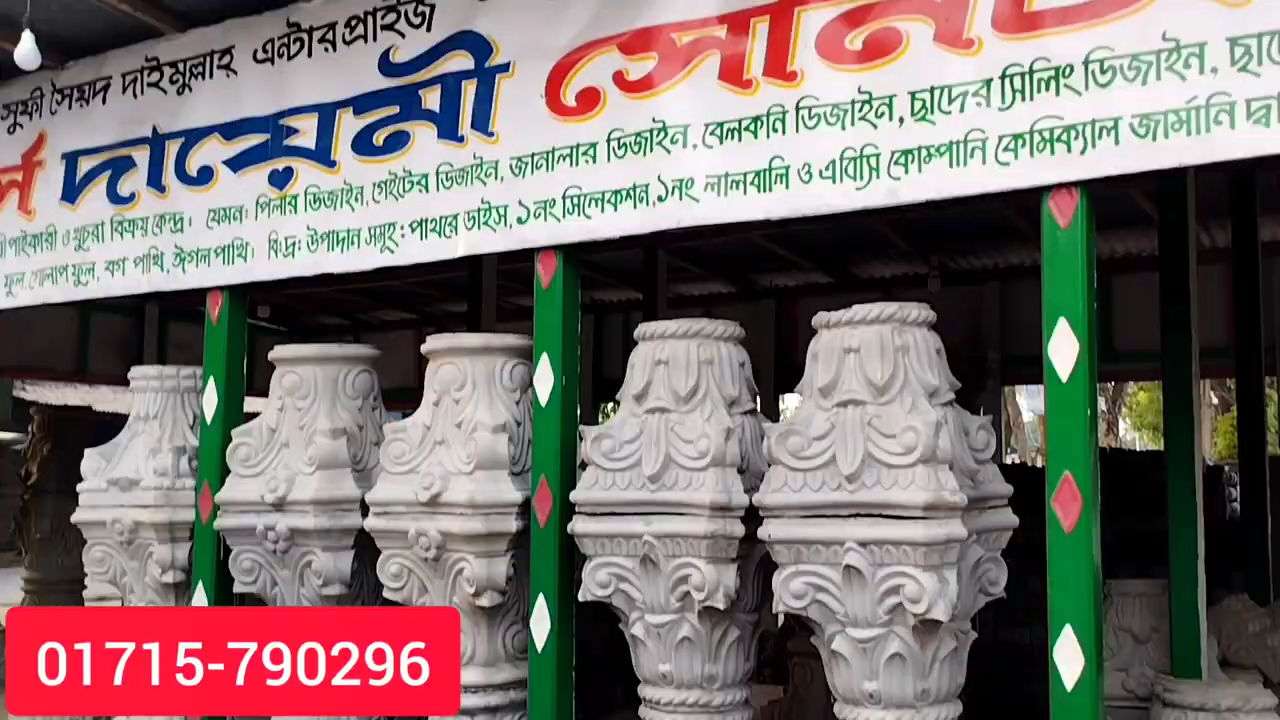 সুফী সৈয়দ দাইমুল্লাহ্ এন্টারপ্রাইজ
দায়েমী
পাইকারী ও খুচরা বিক্রয় কেন্দ্র। যেমন: পিলার ডিজাইন, গেইটের ডিজাইন, জানালার ডিজাইন, বেলকনি ডিজাইন, ছাদের সিলিং ডিজাইন,
ফুল, গোলাপ ফুল, বগ পাখি, ঈগল পাখি। বি:দ্র: উপাদান সমূহ: পাথরে ডাইস, ১নং সিলেকশন, ১নং লালবালি ও এবিসি কোম্পানি কেমিক্যাল জার্মানি
01715-790296